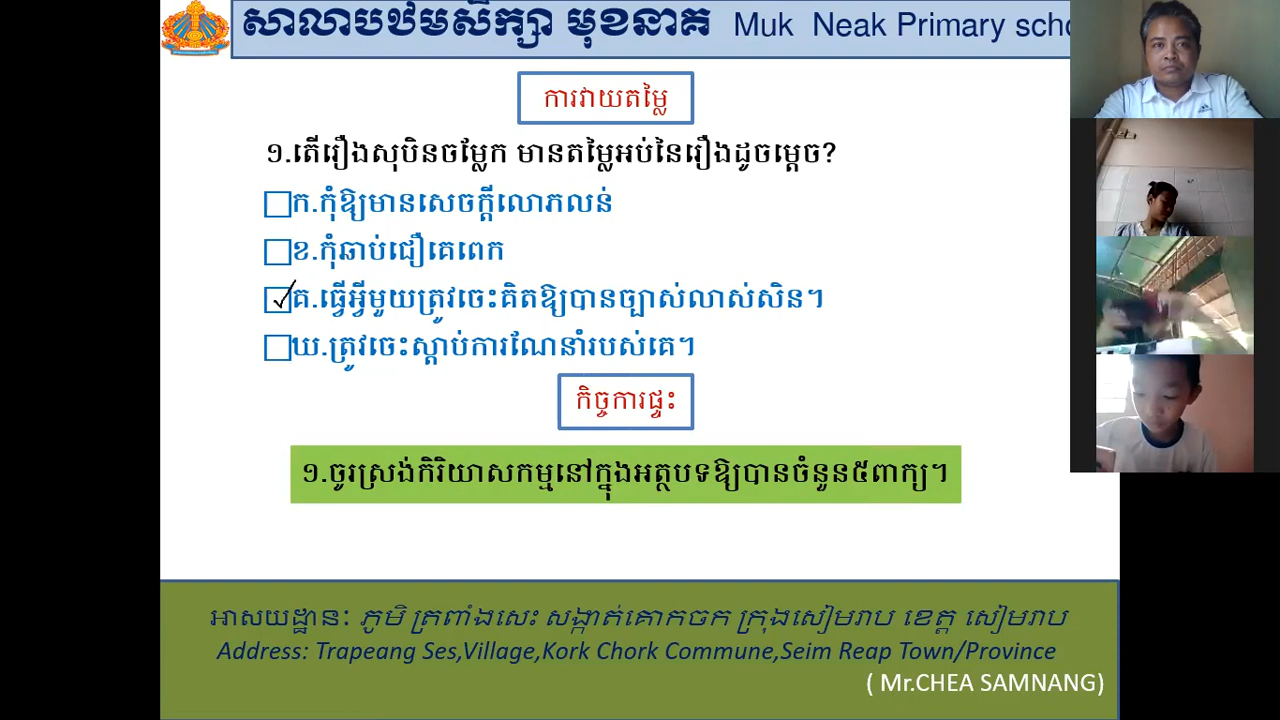 សាលាបឋមសិក្សា មុខនាគ Muk Neak Primary scho
ការវាយតម្លៃ
១.តើរឿងសុបិនចម្លែក មានតម្លៃអប់នៃរឿងដូចម្តេច?
ក.កុំឱ្យមានសេចក្តីលោភលន់
ខ.កុំឆាប់ជឿគេពេក
គ.ធ្វើអ្វីមួយត្រូវចេះគិតឱ្យបានច្បាស់លាស់សិន។
ឃ.ត្រូវចេះស្តាប់ការណែនាំរបស់គេ។
កិច្ចការផ្ទះ
១.ចូរស្រង់កិរិយាសកម្មនៅក្នុងអត្ថបទឱ្យបានចំនួន៥ពាក្យ។
អាសយដ្ឋាន: ភូមិ ត្រពាំងសេះ សង្កាត់គោកចក ក្រុងសៀមរាប ខេត្ត សៀមរាប
Address: Trapeang Ses,Village,Kork Chork Commune,Seim Reap Town/Province
( Mr.CHEA SAMNANG)